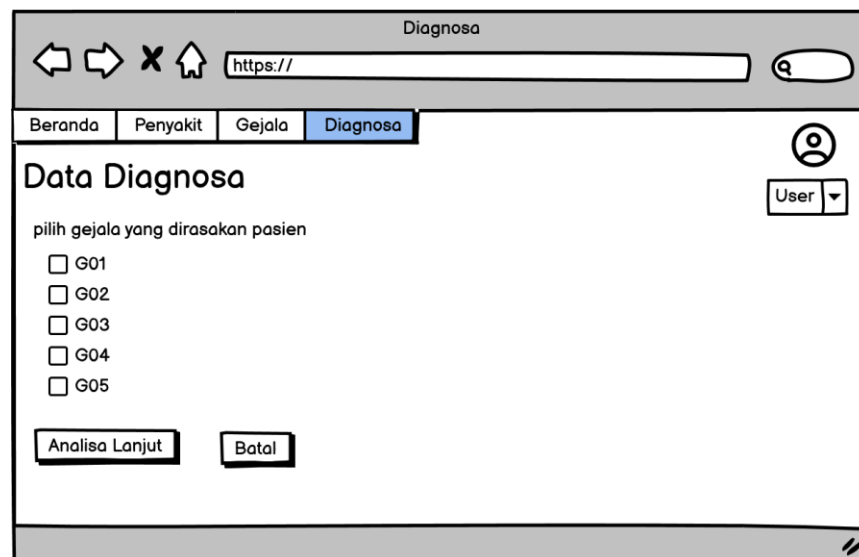 Diagnosa
https://
Beranda Penyakit Gejala Diagnosa
Data Diagnosa
User
pilih gejala yang dirasakan pasien
G01
G02
G03
G04
G05
Analisa Lanjut Batal